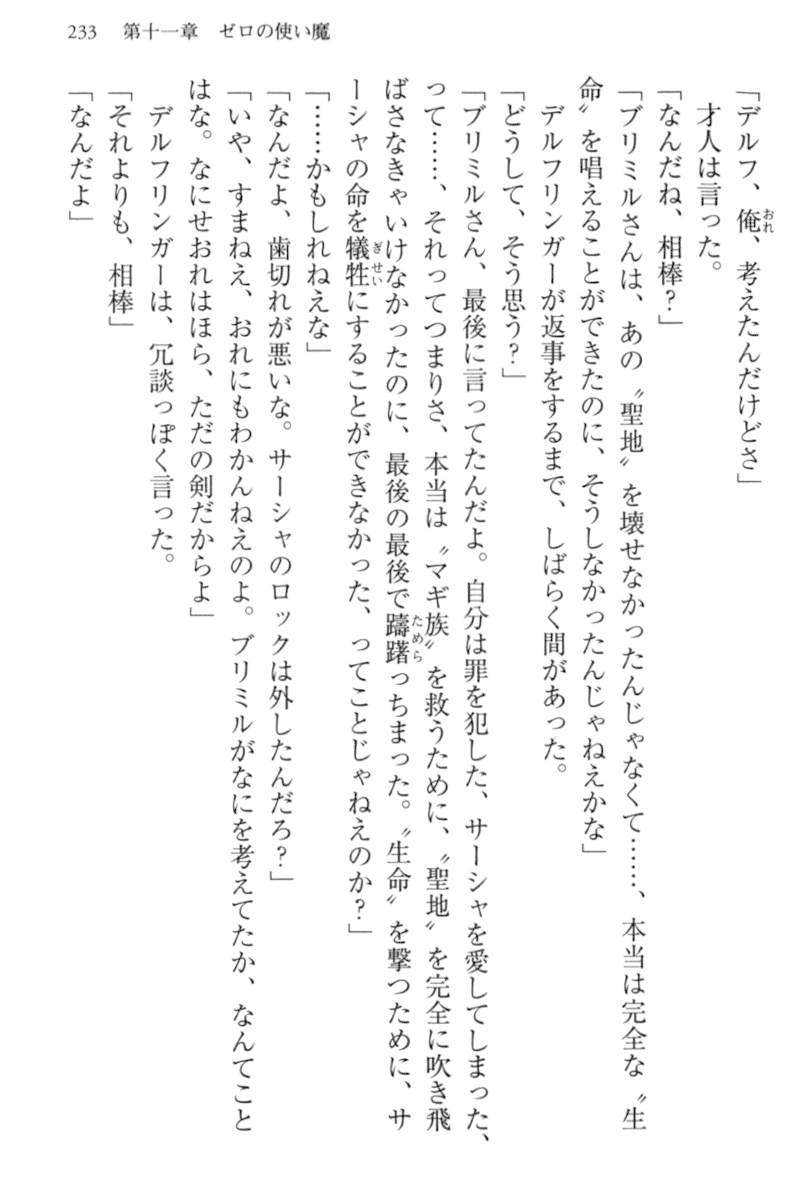 233　第十一章　ゼロの使い魔
「デルフ、俺、考えたんだけどさ」
才人は言った。
「なんだね、相棒？」
「ブリミルさんは、あの〝聖地〟を壊せなかったんじゃなくて……、本当は完全な〝生
命〟を唱えることができたのに、そうしなかったんじゃねえかな」
デルフリンガーが返事をするまで、しばらく間があった。
「どうして、そう思う？」
「ブリミルさん、最後に言ってたんだよ。自分は罪を犯した、サーシャを愛してしまった、
って……、それってつまりさ、本当は〝マギ族〟を救うために、〝聖地〟を完全に吹き飛
ばさなきゃいけなかったのに、最後の最後で躊躇っちまった。〝生命〟を撃つために、サ
ーシャの命を犠牲にすることができなかった、ってことじゃねえのか？」
「……かもしれねえな」
「なんだよ、歯切れが悪いな。サーシャのロックは外したんだろ？」
「いや、すまねえ、おれにもわかんねえのよ。ブリミルがなにを考えてたか、なんてこと
はな。なにせおれはほら、ただの剣だからよ」
デルフリンガーは、冗談っぽく言った。
「それよりも、相棒」
「なんだよ」